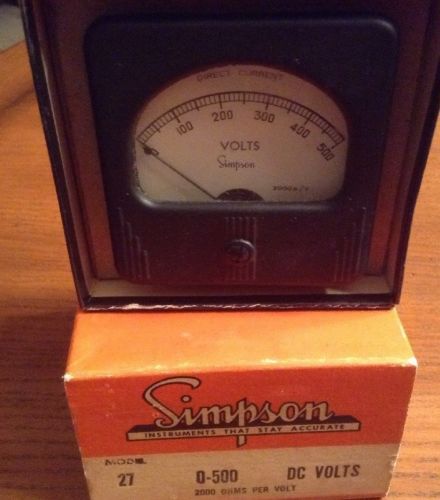 DIRECT CURRENT
0 100 200 300 400 500
VOLTS
Simpson
Simpson
INSTRUMENTS THAT STAY ACCURATE
MODEL
27 0-500 DC VOLTS
2000 OHMS PER VOLT